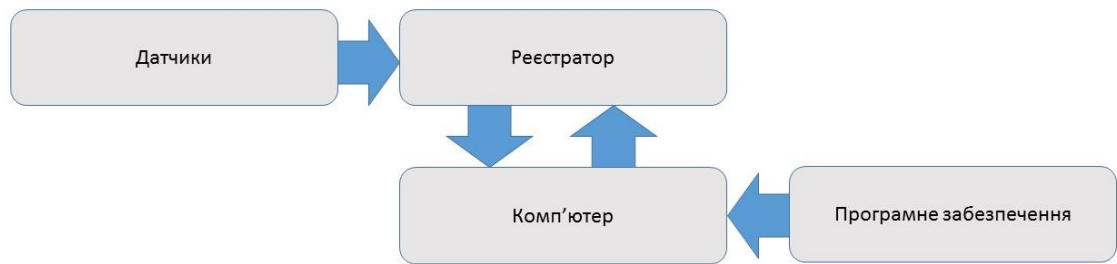 Датчики
Реєстратор
Комп’ютер
Програмне забезпечення